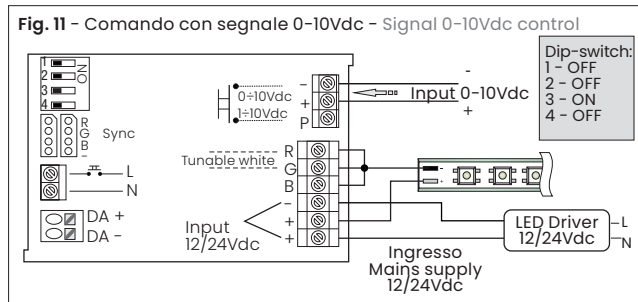 Fig. 11 - Comando con segnale 0-10Vdc - Signal 0-10Vdc control
1
2
3
4
ON
R
G
B
-
Sync
L
N
DA +
DA -
0÷10Vdc
1÷10Vdc
-
+
P
Input 0-10Vdc
-
+
Dip-switch:
1 - OFF
2 - OFF
3 - ON
4 - OFF
Tunable white
R
G
B
-
+
+
Input
12/24Vdc
-
+
LED Driver
12/24Vdc
L
N
Ingresso
Mains supply
12/24Vdc